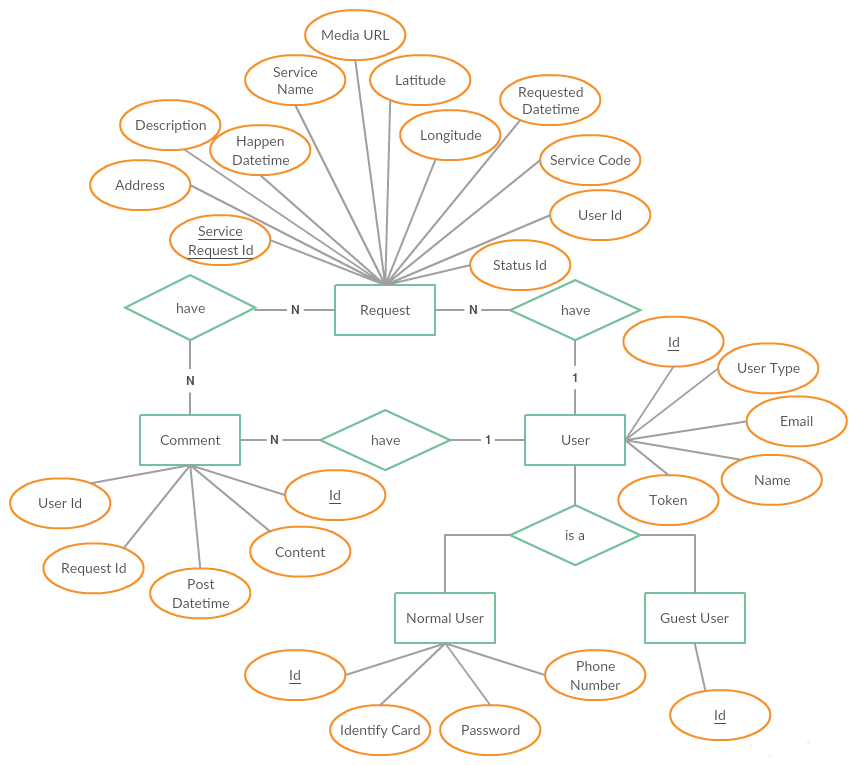 Media URL
Service
Name
Latitude
Requested
Datetime
Description
Happen
Datetime
Longitude
Service Code
Address
User Id
Service
Request Id
Status Id
have
N
Request
N
have
Id
User Type
N
1
Email
Comment
N
have
1
User
Name
User Id
Id
Token
Content
is a
Request Id
Post
Datetime
Normal User
Guest User
Id
Phone
Number
Identify Card
Password
Id